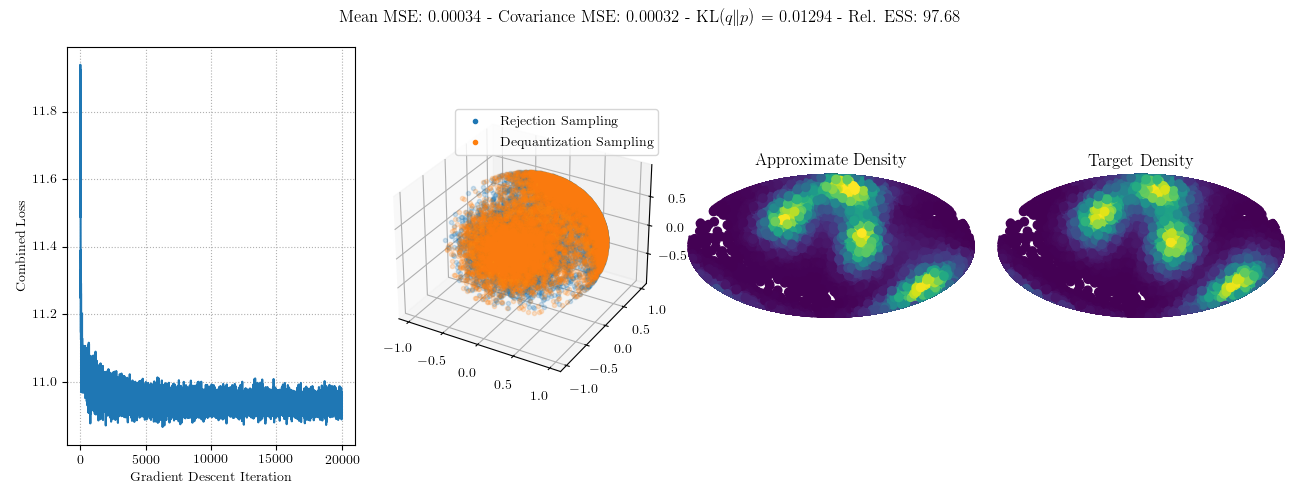 Mean MSE: 0.00034 - Covariance MSE: 0.00032 - KL(q‖p) = 0.01294 - Rel. ESS: 97.68
11.8
11.6
11.4
11.2
11.0
Combined Loss
0 5000 10000 15000 20000
Gradient Descent Iteration
Rejection Sampling
Dequantization Sampling
0.5
0.0
−0.5
−1.0
−0.5
0.0
0.5
1.0
1.0
0.5
0.0
−0.5
−1.0
Approximate Density
Target Density